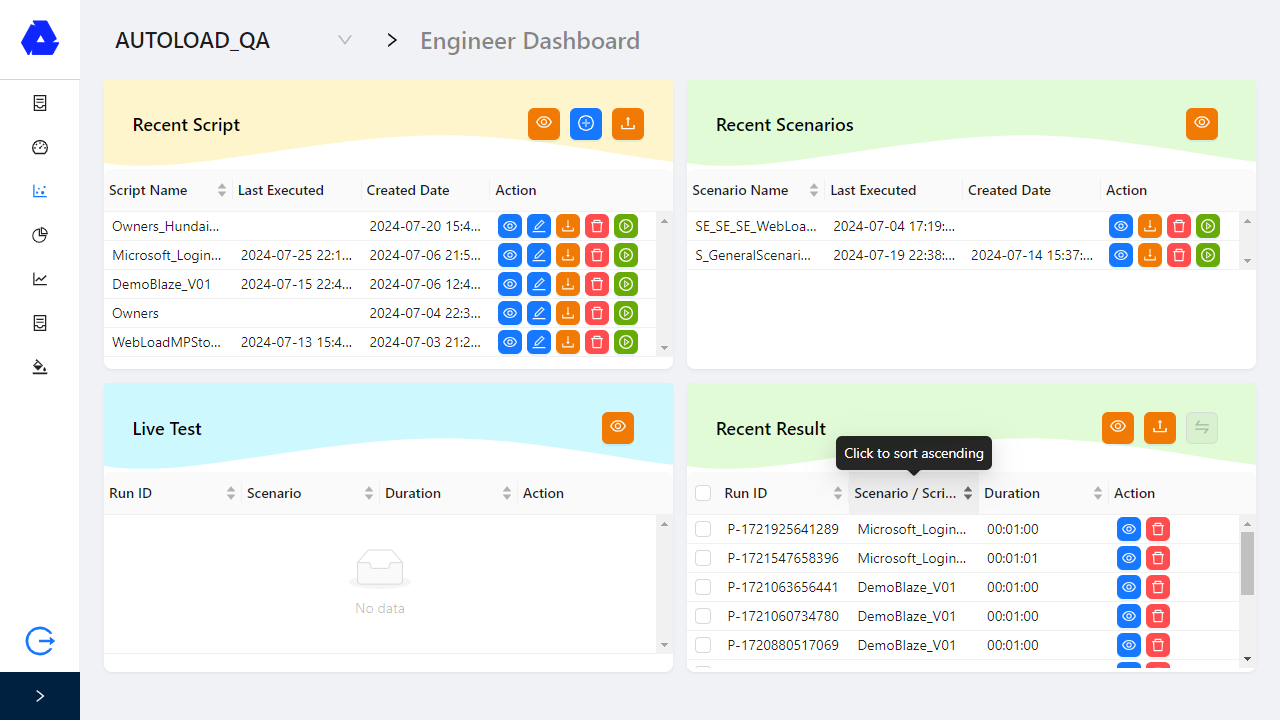 AUTOLOAD_QA
Engineer Dashboard
Recent Script
Script Name Last Executed Created Date Action
Owners_Hundai... 2024-07-20 15:4...
Microsoft_Login... 2024-07-25 22:1... 2024-07-06 21:5...
DemoBlaze_V01 2024-07-15 22:4... 2024-07-06 12:4...
Owners 2024-07-04 22:3...
WebLoadMPSto... 2024-07-13 15:4... 2024-07-03 21:2...
Recent Scenarios
Scenario Name Last Executed Created Date Action
SE_SE_SE_WebLoa... 2024-07-04 17:19:...
S_GeneralScenari... 2024-07-19 22:38:... 2024-07-14 15:37:...
Live Test
Run ID Scenario Duration Action
No data
Recent Result
Click to sort ascending
Run ID Scenario / Scri... Duration Action
P-1721925641289 Microsoft_Login... 00:01:00
P-1721547658396 Microsoft_Login... 00:01:01
P-1721063656441 DemoBlaze_V01 00:01:00
P-1721060734780 DemoBlaze_V01 00:01:00
P-1720880517069 DemoBlaze_V01 00:01:00